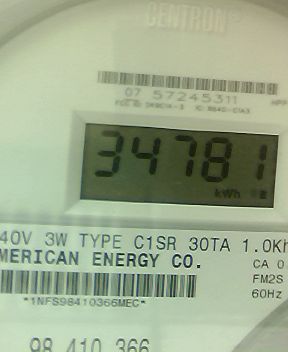 CENTRON®
07 57245311
34781
kWh
40V 3W TYPE C1SR 30TA 1.0Kh
MERICAN ENERGY CO.
CA 0.
FM2S
60Hz
*1NFS98410366MEC*
98 410 366